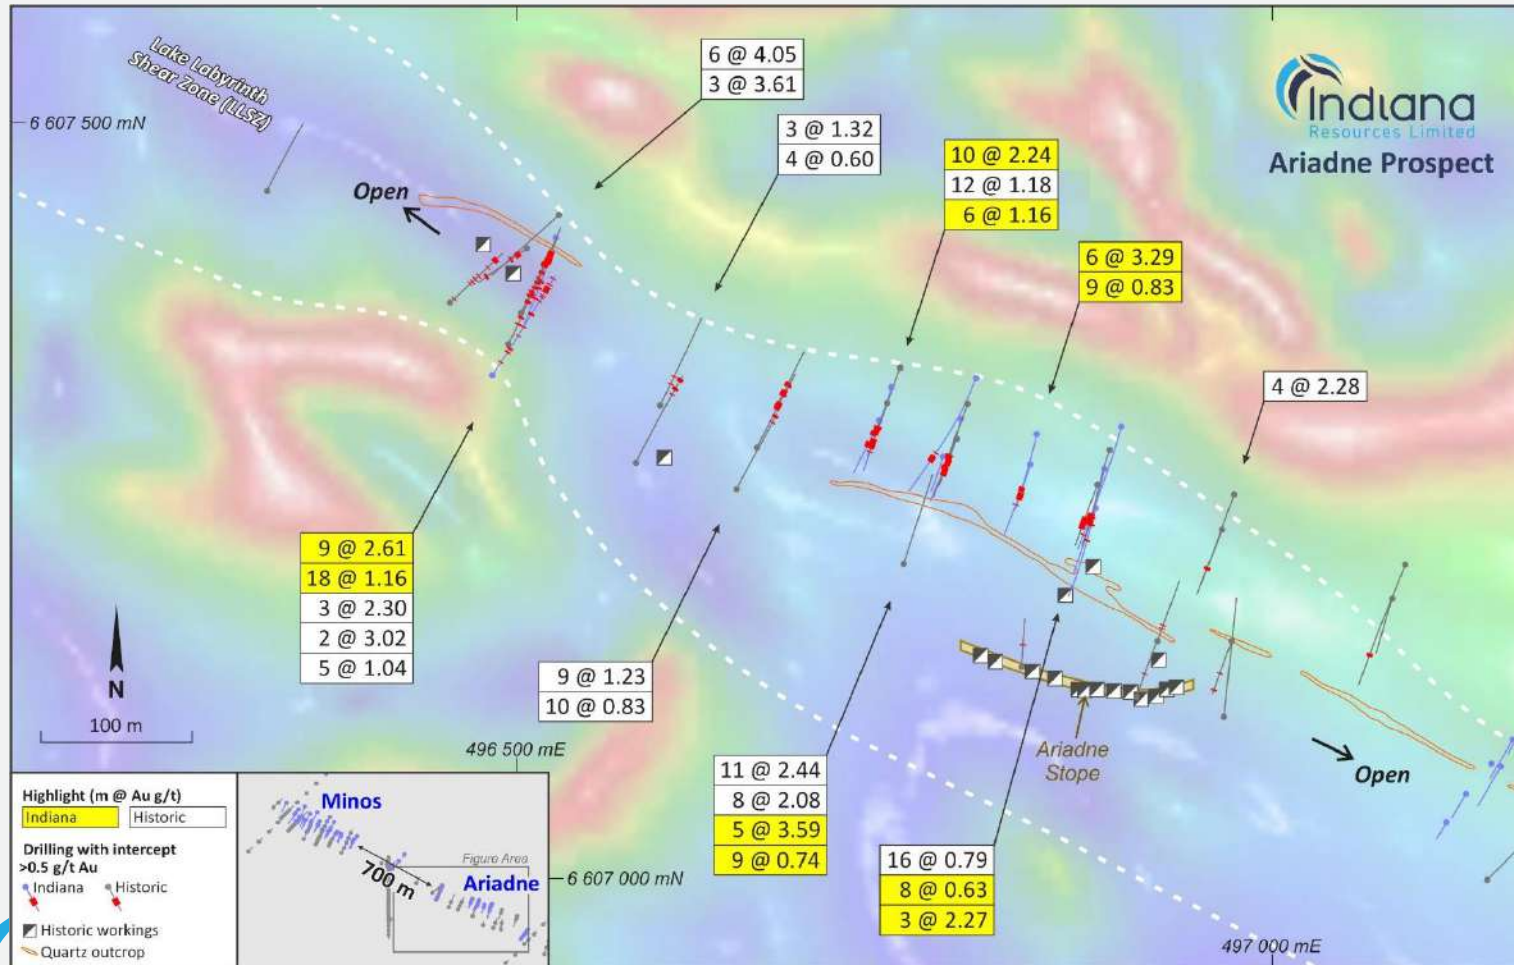 Lake Labyrinth
Shear Zone (LLSZ)
6 607 500 mN
Open
6 @ 4.05
3 @ 3.61
3 @ 1.32
4 @ 0.60
10 @ 2.24
12 @ 1.18
6 @ 1.16
Indiana
Resources Limited
Ariadne Prospect
6 @ 3.29
9 @ 0.83
4 @ 2.28
9 @ 2.61
18 @ 1.16
3 @ 2.30
2 @ 3.02
5 @ 1.04
9 @ 1.23
10 @ 0.83
11 @ 2.44
8 @ 2.08
5 @ 3.59
9 @ 0.74
16 @ 0.79
8 @ 0.63
3 @ 2.27
Ariadne
Stope
Open
N
100 m
496 500 mE
6 607 000 mN
497 000 mE
Highlight (m @ Au g/t)
Indiana Historic
Drilling with intercept
>0.5 g/t Au
Indiana Historic
Historic workings
Quartz outcrop
Minos
700 m
Figure Area
Ariadne